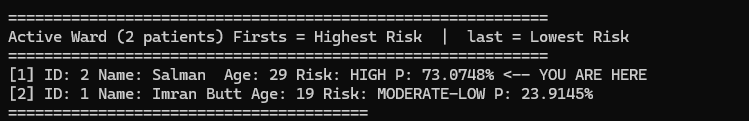 ============================================================
Active Ward (2 patients) Firsts = Highest Risk  |  last = Lowest Risk
============================================================
[1] ID: 2 Name: Salman  Age: 29 Risk: HIGH P: 73.0748% <-- YOU ARE HERE
[2] ID: 1 Name: Imran Butt Age: 19 Risk: MODERATE-LOW P: 23.9145%
========================================